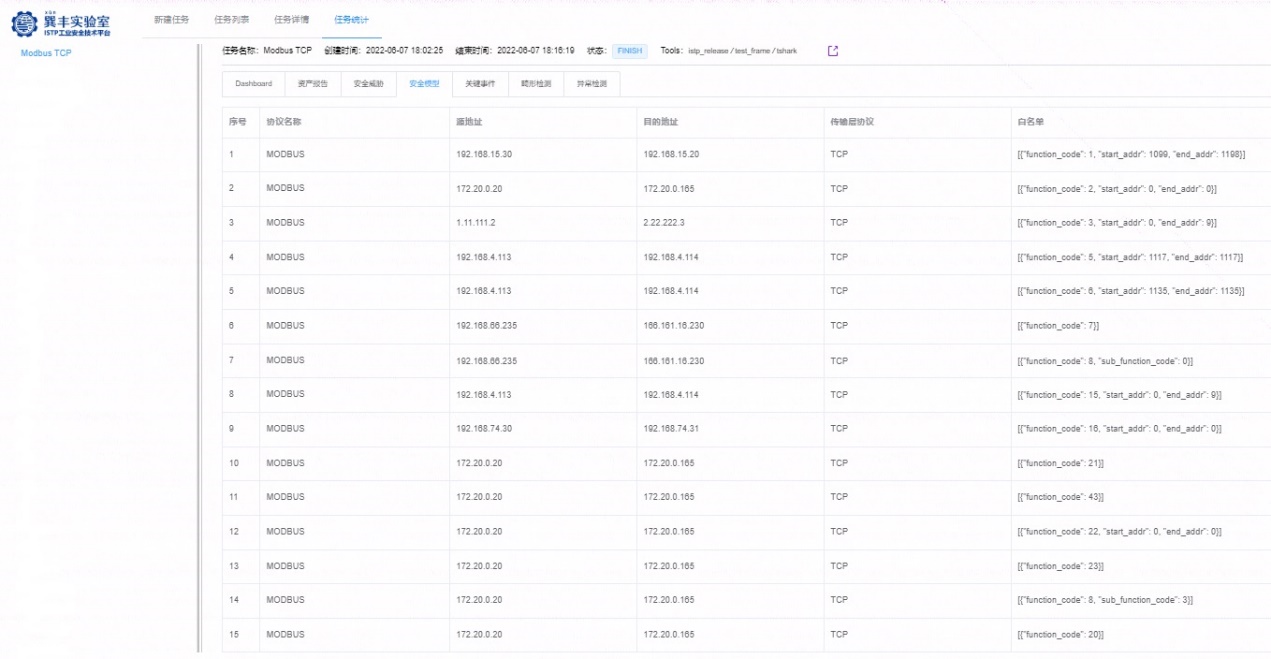 巽丰实验室
ISTP工业安全技术平台
新建任务 任务列表 任务详情 任务统计
Modbus TCP
任务名称: Modbus TCP 创建时间: 2022-06-07 18:02:25 结束时间: 2022-06-07 18:16:19 状态: FINISH Tools: istp_release / test_frame / tshark
Dashboard 资产报告 安全威胁 安全模型 关键事件 畸形检测 异常检测
序号 协议名称 源地址 目的地址 传输层协议 白名单
1 MODBUS 192.168.15.30 192.168.15.20 TCP [{"function_code": 1, "start_addr": 1099, "end_addr": 1198}]
2 MODBUS 172.20.0.20 172.20.0.165 TCP [{"function_code": 2, "start_addr": 0, "end_addr": 0}]
3 MODBUS 1.11.111.2 2.22.222.3 TCP [{"function_code": 3, "start_addr": 0, "end_addr": 9}]
4 MODBUS 192.168.4.113 192.168.4.114 TCP [{"function_code": 5, "start_addr": 1117, "end_addr": 1117}]
5 MODBUS 192.168.4.113 192.168.4.114 TCP [{"function_code": 6, "start_addr": 1135, "end_addr": 1135}]
6 MODBUS 192.168.66.235 166.161.16.230 TCP [{"function_code": 7}]
7 MODBUS 192.168.66.235 166.161.16.230 TCP [{"function_code": 8, "sub_function_code": 0}]
8 MODBUS 192.168.4.113 192.168.4.114 TCP [{"function_code": 15, "start_addr": 0, "end_addr": 9}]
9 MODBUS 192.168.74.30 192.168.74.31 TCP [{"function_code": 16, "start_addr": 0, "end_addr": 0}]
10 MODBUS 172.20.0.20 172.20.0.165 TCP [{"function_code": 21}]
11 MODBUS 172.20.0.20 172.20.0.165 TCP [{"function_code": 43}]
12 MODBUS 172.20.0.20 172.20.0.165 TCP [{"function_code": 22, "start_addr": 0, "end_addr": 0}]
13 MODBUS 172.20.0.20 172.20.0.165 TCP [{"function_code": 23}]
14 MODBUS 172.20.0.20 172.20.0.165 TCP [{"function_code": 8, "sub_function_code": 3}]
15 MODBUS 172.20.0.20 172.20.0.165 TCP [{"function_code": 20}]